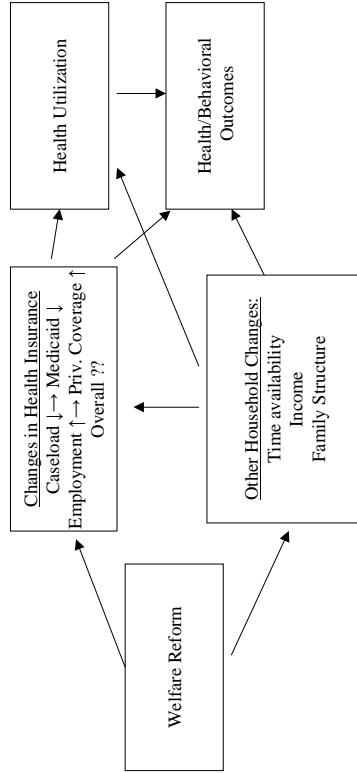 Welfare Reform
Changes in Health Insurance
Caseload ↓→ Medicaid ↓
Employment ↑→ Priv. Coverage ↑
Overall ??
Other Household Changes:
Time availability
Income
Family Structure
Health Utilization
Health/Behavioral
Outcomes